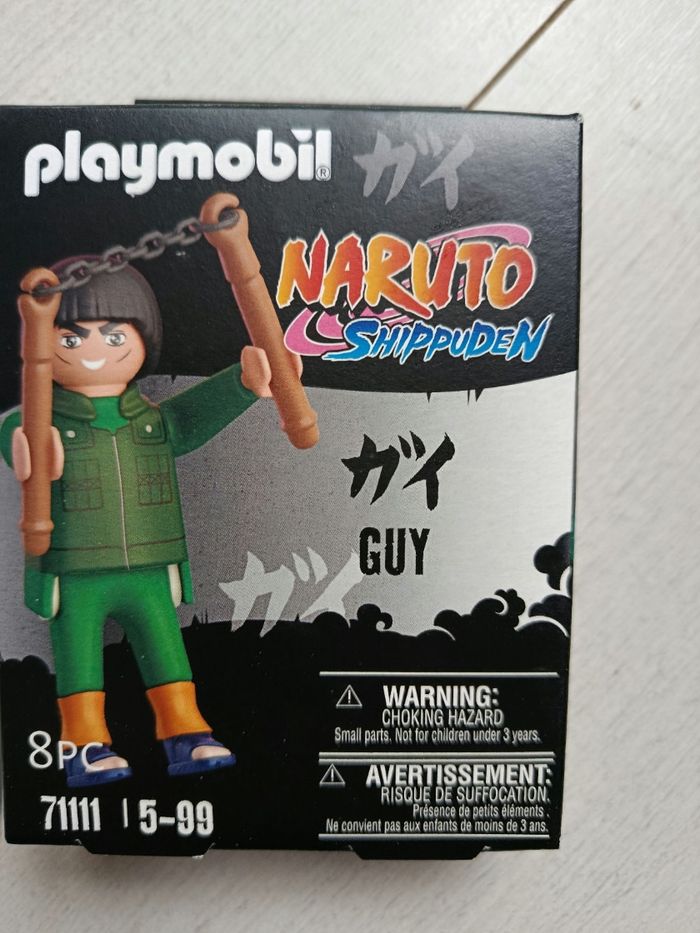 playmobil®
ガイ
NARUTO
SHIPPUDEN
ガイ
GUY
ガイ
⚠ WARNING:
CHOKING HAZARD
Small parts. Not for children under 3 years.
⚠ AVERTISSEMENT:
RISQUE DE SUFFOCATION.
Présence de petits éléments.
Ne convient pas aux enfants de moins de 3 ans.
8PC
71111 | 5-99